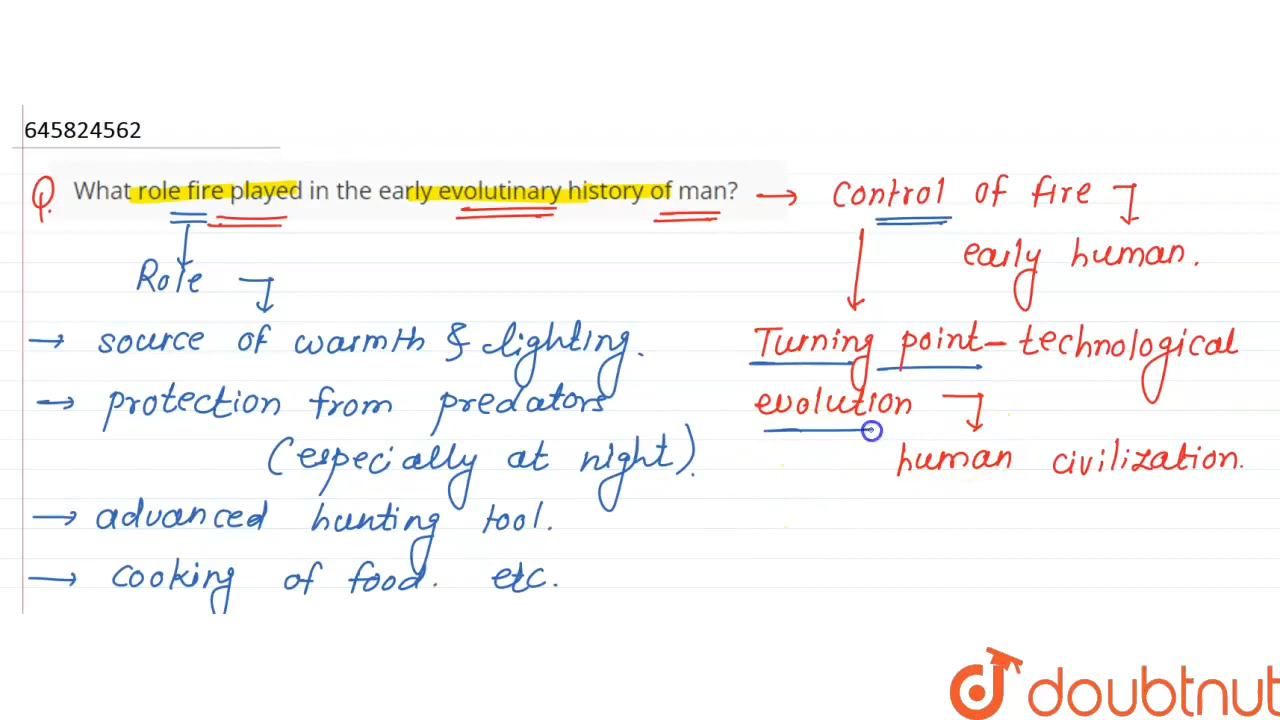 645824562
Q. What role fire played in the early evolutinary history of man? → control of fire
early human.
Role
→ source of warmth & lighting.
→ protection from predators
(especially at night).
→ advanced hunting tool.
→ cooking of food. etc.
Turning point - technological
evolution
human civilization.
doubtnut